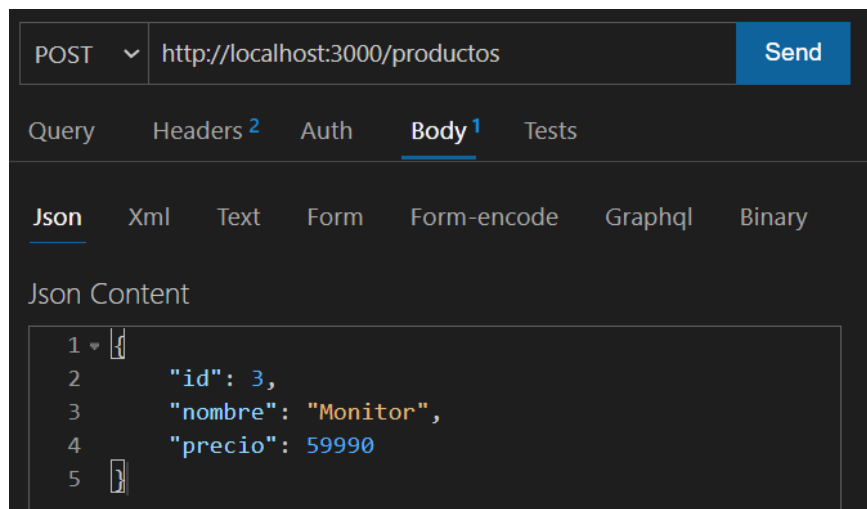 POST http://localhost:3000/productos Send
Query Headers 2 Auth Body 1 Tests
Json Xml Text Form Form-encode Graphql Binary
Json Content
1 {
2 "id": 3,
3 "nombre": "Monitor",
4 "precio": 59990
5 }